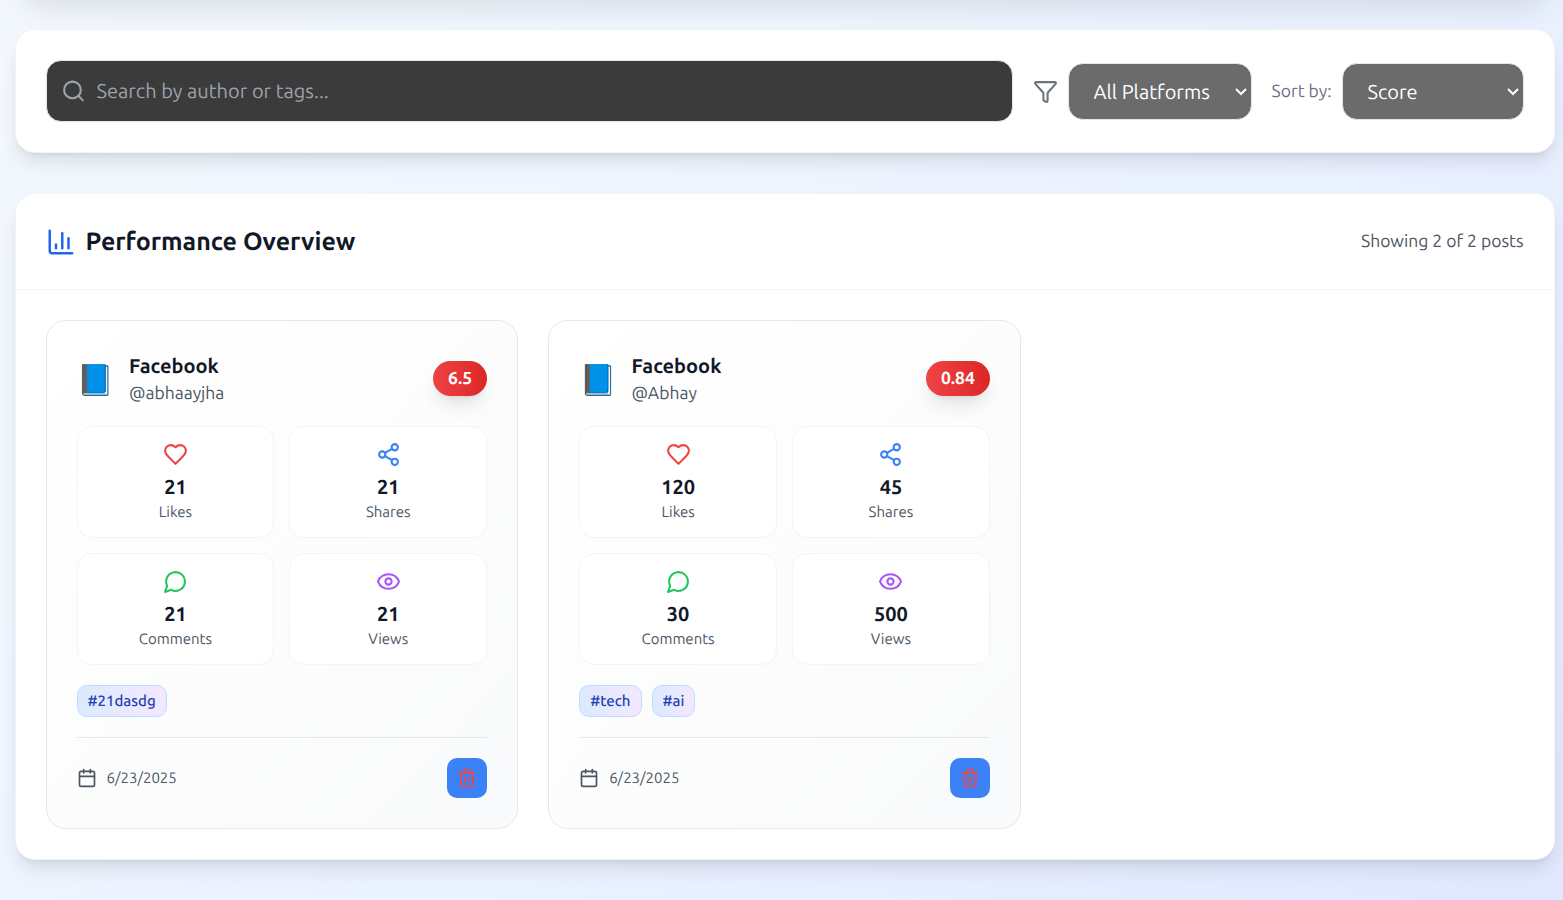 Search by author or tags...
All Platforms
Sort by:
Score
Performance Overview
Showing 2 of 2 posts
Facebook
@abhaayjha
6.5
21
Likes
21
Shares
21
Comments
21
Views
#21dasdg
6/23/2025
Facebook
@Abhay
0.84
120
Likes
45
Shares
30
Comments
500
Views
#tech #ai
6/23/2025